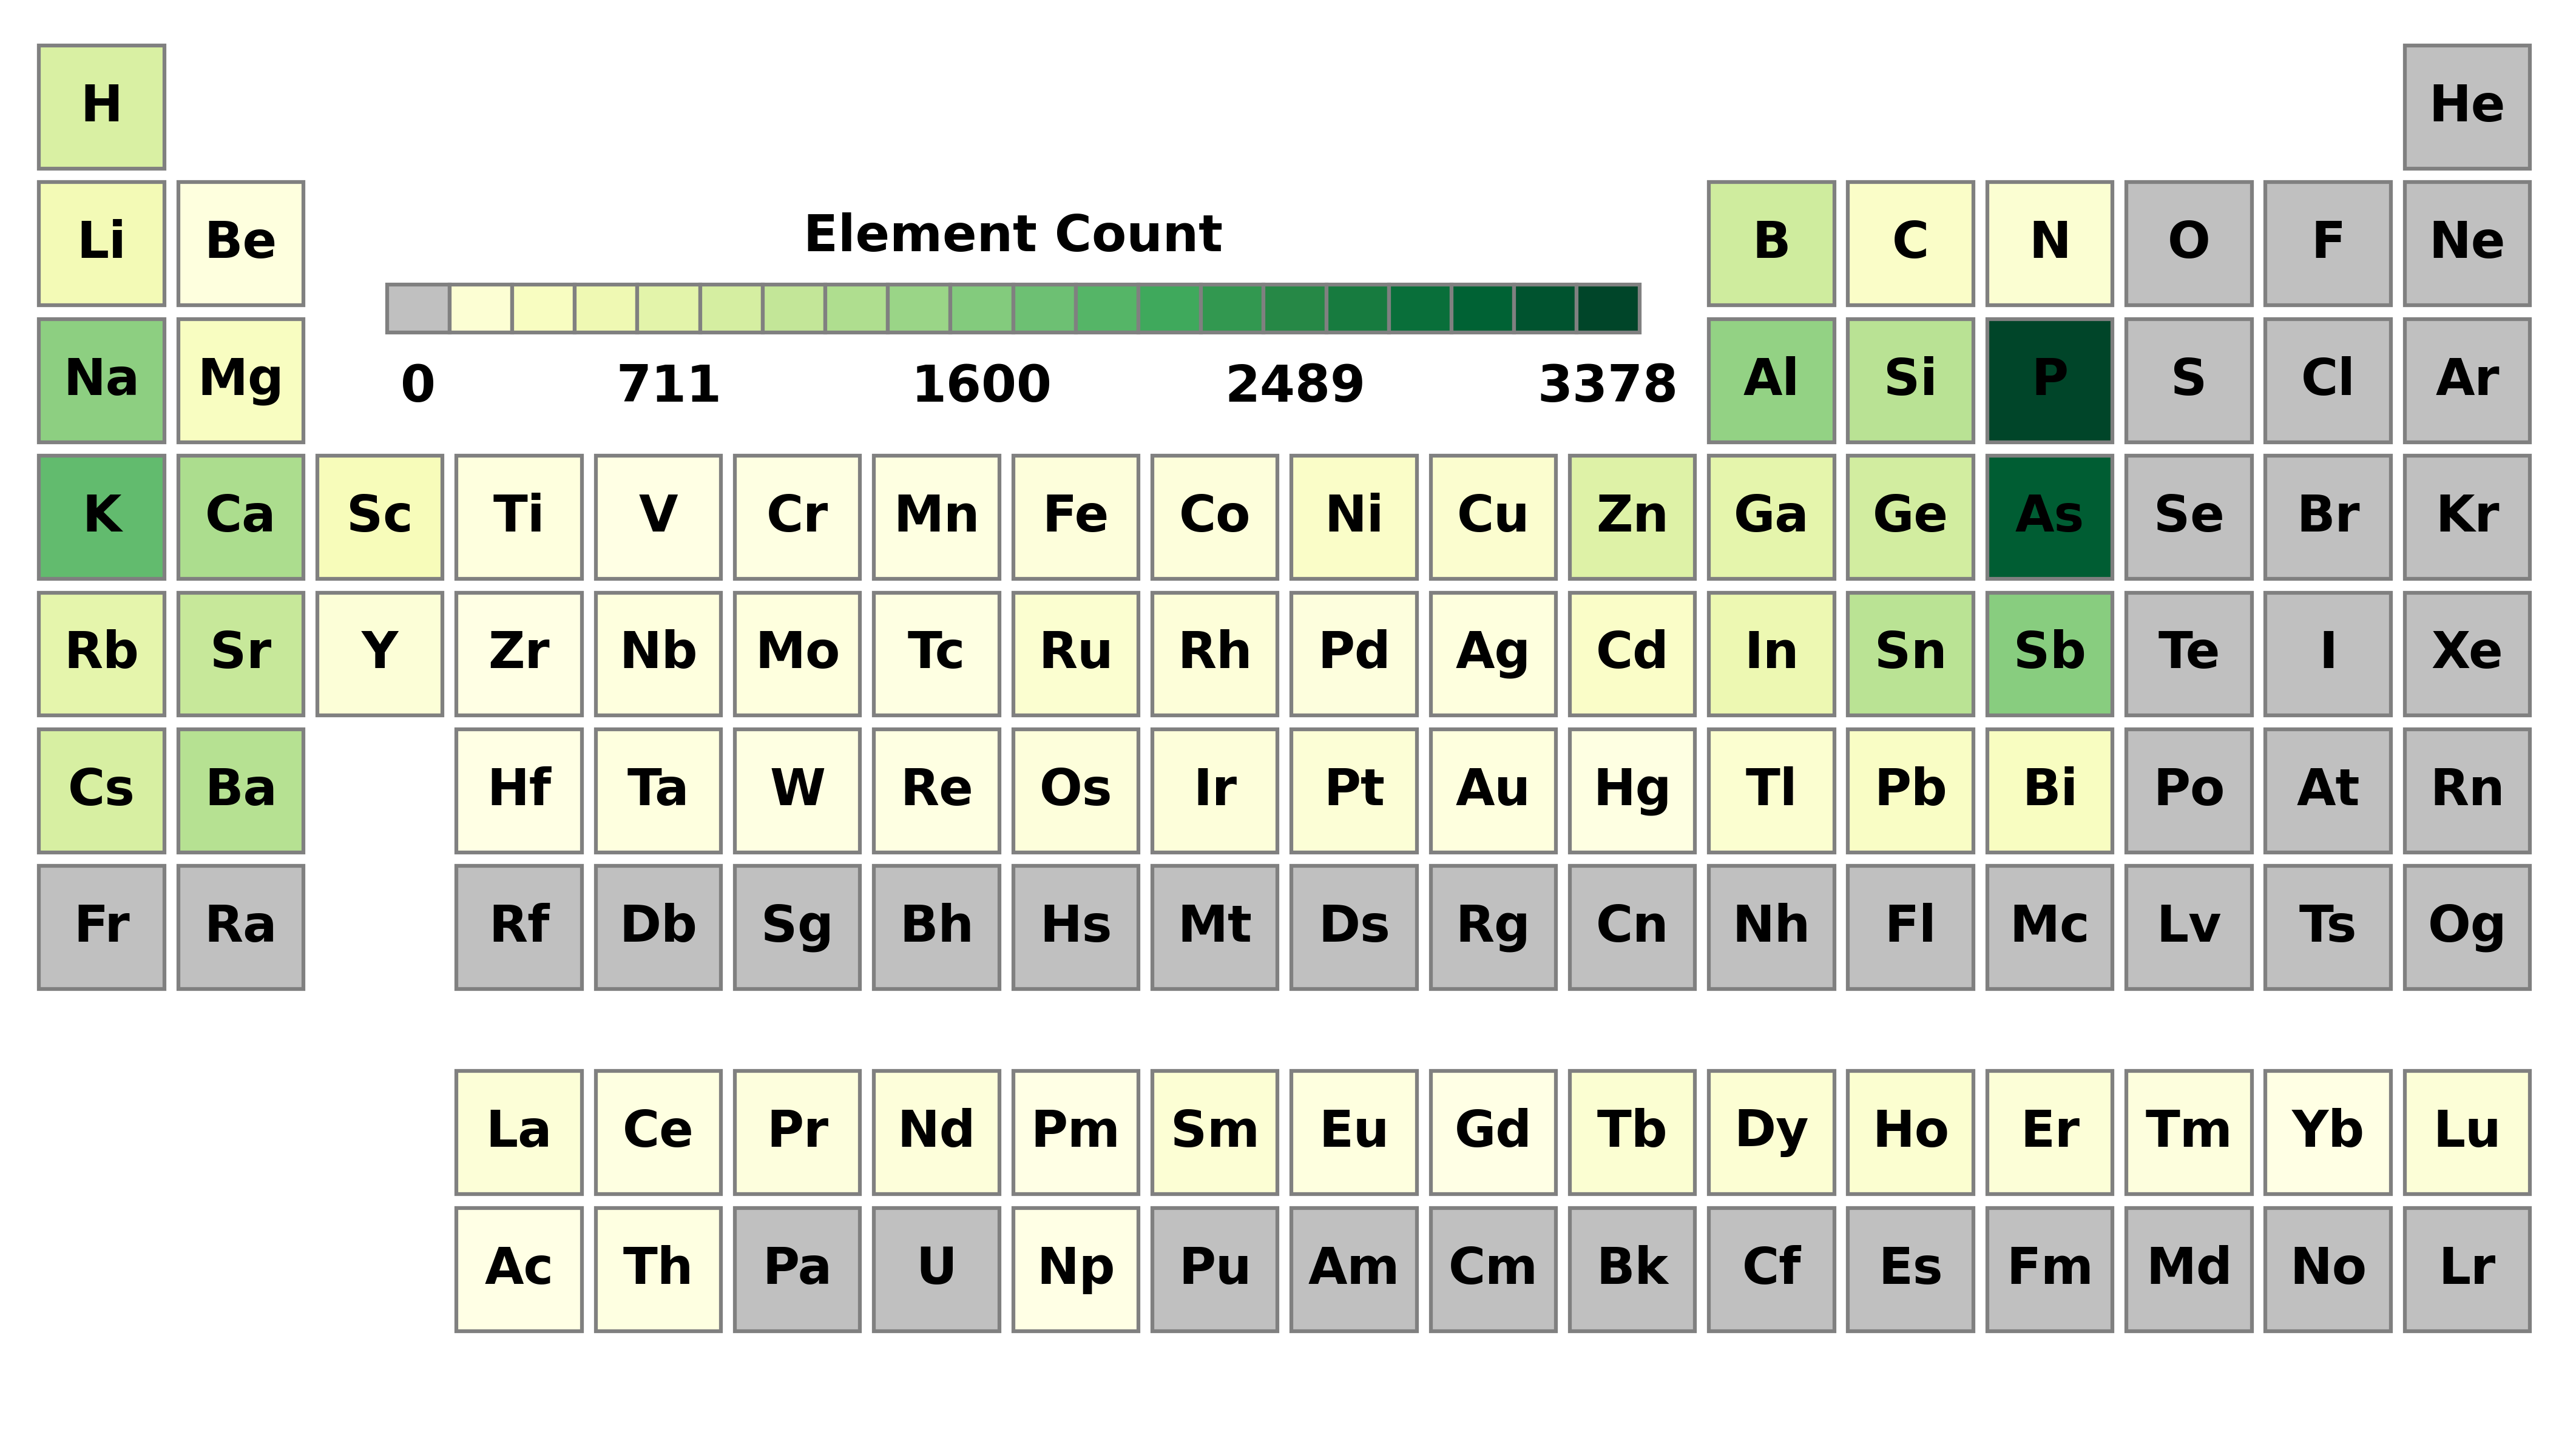 H He
Li Be B C N O F Ne
Element Count
Na Mg Al Si P S Cl Ar
0 711 1600 2489 3378
K Ca Sc Ti V Cr Mn Fe Co Ni Cu Zn Ga Ge As Se Br Kr
Rb Sr Y Zr Nb Mo Tc Ru Rh Pd Ag Cd In Sn Sb Te I Xe
Cs Ba Hf Ta W Re Os Ir Pt Au Hg Tl Pb Bi Po At Rn
Fr Ra Rf Db Sg Bh Hs Mt Ds Rg Cn Nh Fl Mc Lv Ts Og
La Ce Pr Nd Pm Sm Eu Gd Tb Dy Ho Er Tm Yb Lu
Ac Th Pa U Np Pu Am Cm Bk Cf Es Fm Md No Lr